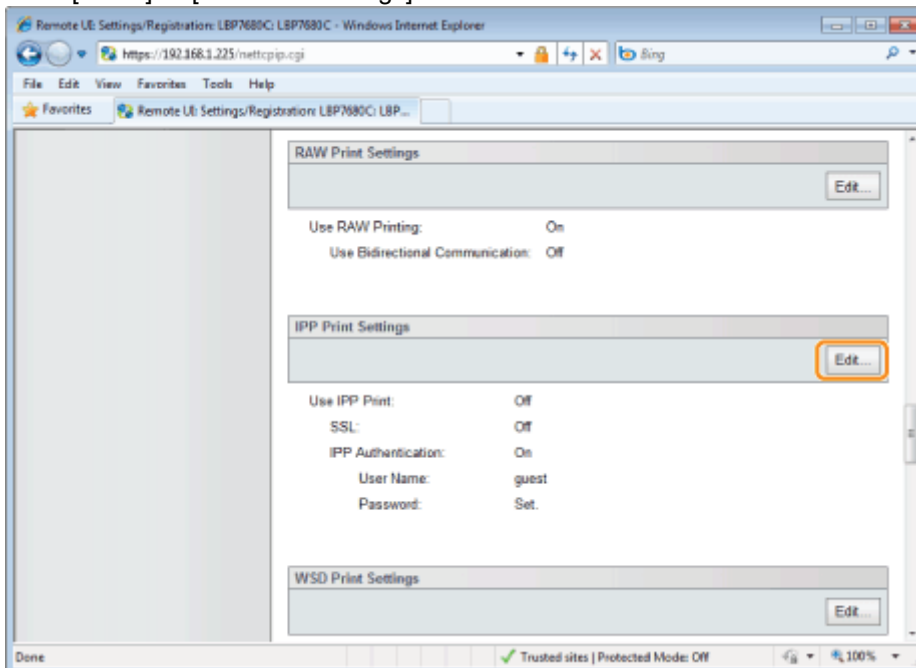 Remote UI: Settings/Registration: LBP7680C: LBP7680C - Windows Internet Explorer
https://192.168.1.225/nettcpip.cgi
Bing
File Edit View Favorites Tools Help
Favorites Remote UI: Settings/Registration: LBP7680C: LBP...
RAW Print Settings
Edit...
Use RAW Printing: On
Use Bidirectional Communication: Off
IPP Print Settings
Edit...
Use IPP Print: Off
SSL: Off
IPP Authentication: On
User Name: guest
Password: Set.
WSD Print Settings
Edit...
Done Trusted sites | Protected Mode: Off 100%